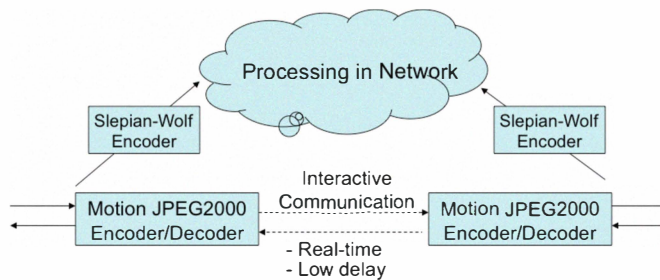 Processing in Network
Slepian-Wolf
Encoder
Slepian-Wolf
Encoder
Interactive
Communication
Motion JPEG2000
Encoder/Decoder
Motion JPEG2000
Encoder/Decoder
- Real-time
- Low delay